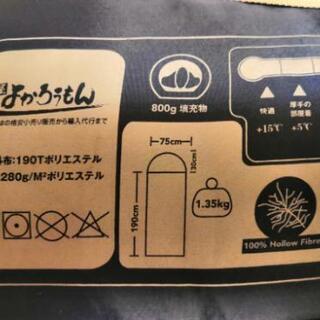 よかろうもん
の格安小売り販売から輸入代行まで
布:190Tポリエステル
280g/M²ポリエステル
800g 填充物
快適
+15℃
厚手の
部屋着
+5℃
75cm
30cm
190cm
1.35kg
100% Hollow Fibre